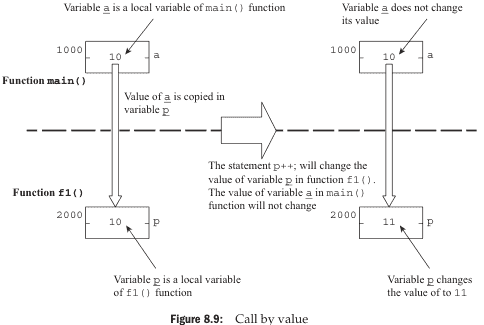 Variable a is a local variable of main() function
Variable a does not change
its value
1000
10
a
1000
10
a
Function main()
Value of a is copied in
variable p
The statement p++; will change the
value of variable p in function f1().
The value of variable a in main()
function will not change
Function f1()
2000
10
p
2000
11
p
Variable p is a local variable
of f1() function
Variable p changes
the value of to 11
Figure 8.9: Call by value